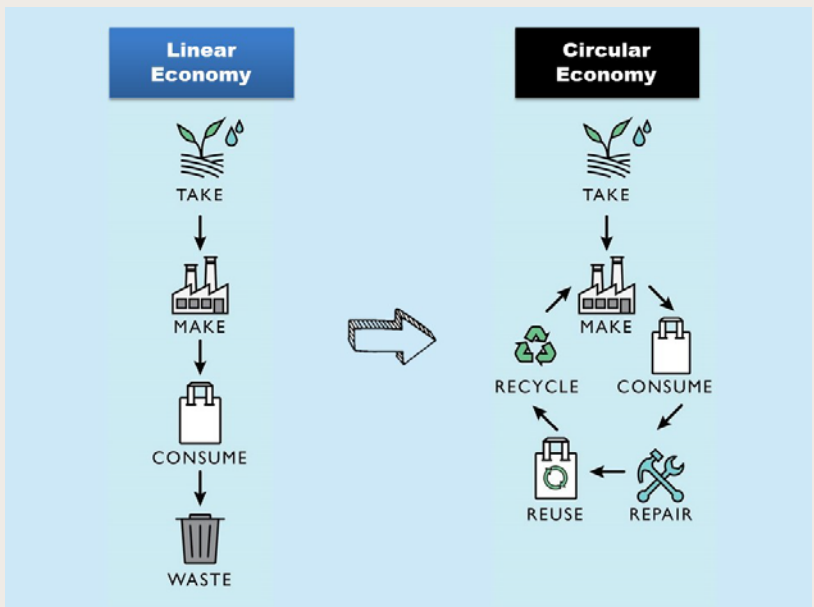 Linear
Economy
TAKE
MAKE
CONSUME
WASTE
Circular
Economy
TAKE
MAKE
CONSUME
REPAIR
REUSE
RECYCLE